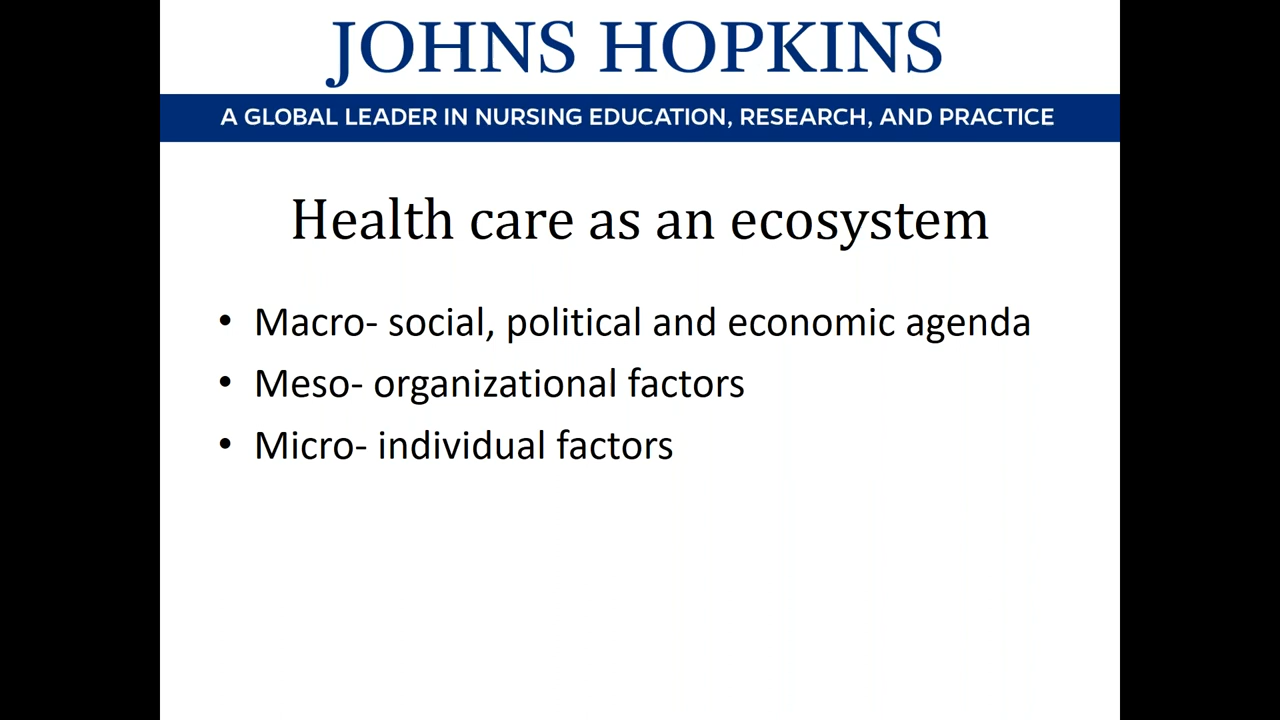 JOHNS HOPKINS
A GLOBAL LEADER IN NURSING EDUCATION, RESEARCH, AND PRACTICE
Health care as an ecosystem
• Macro- social, political and economic agenda
• Meso- organizational factors
• Micro- individual factors